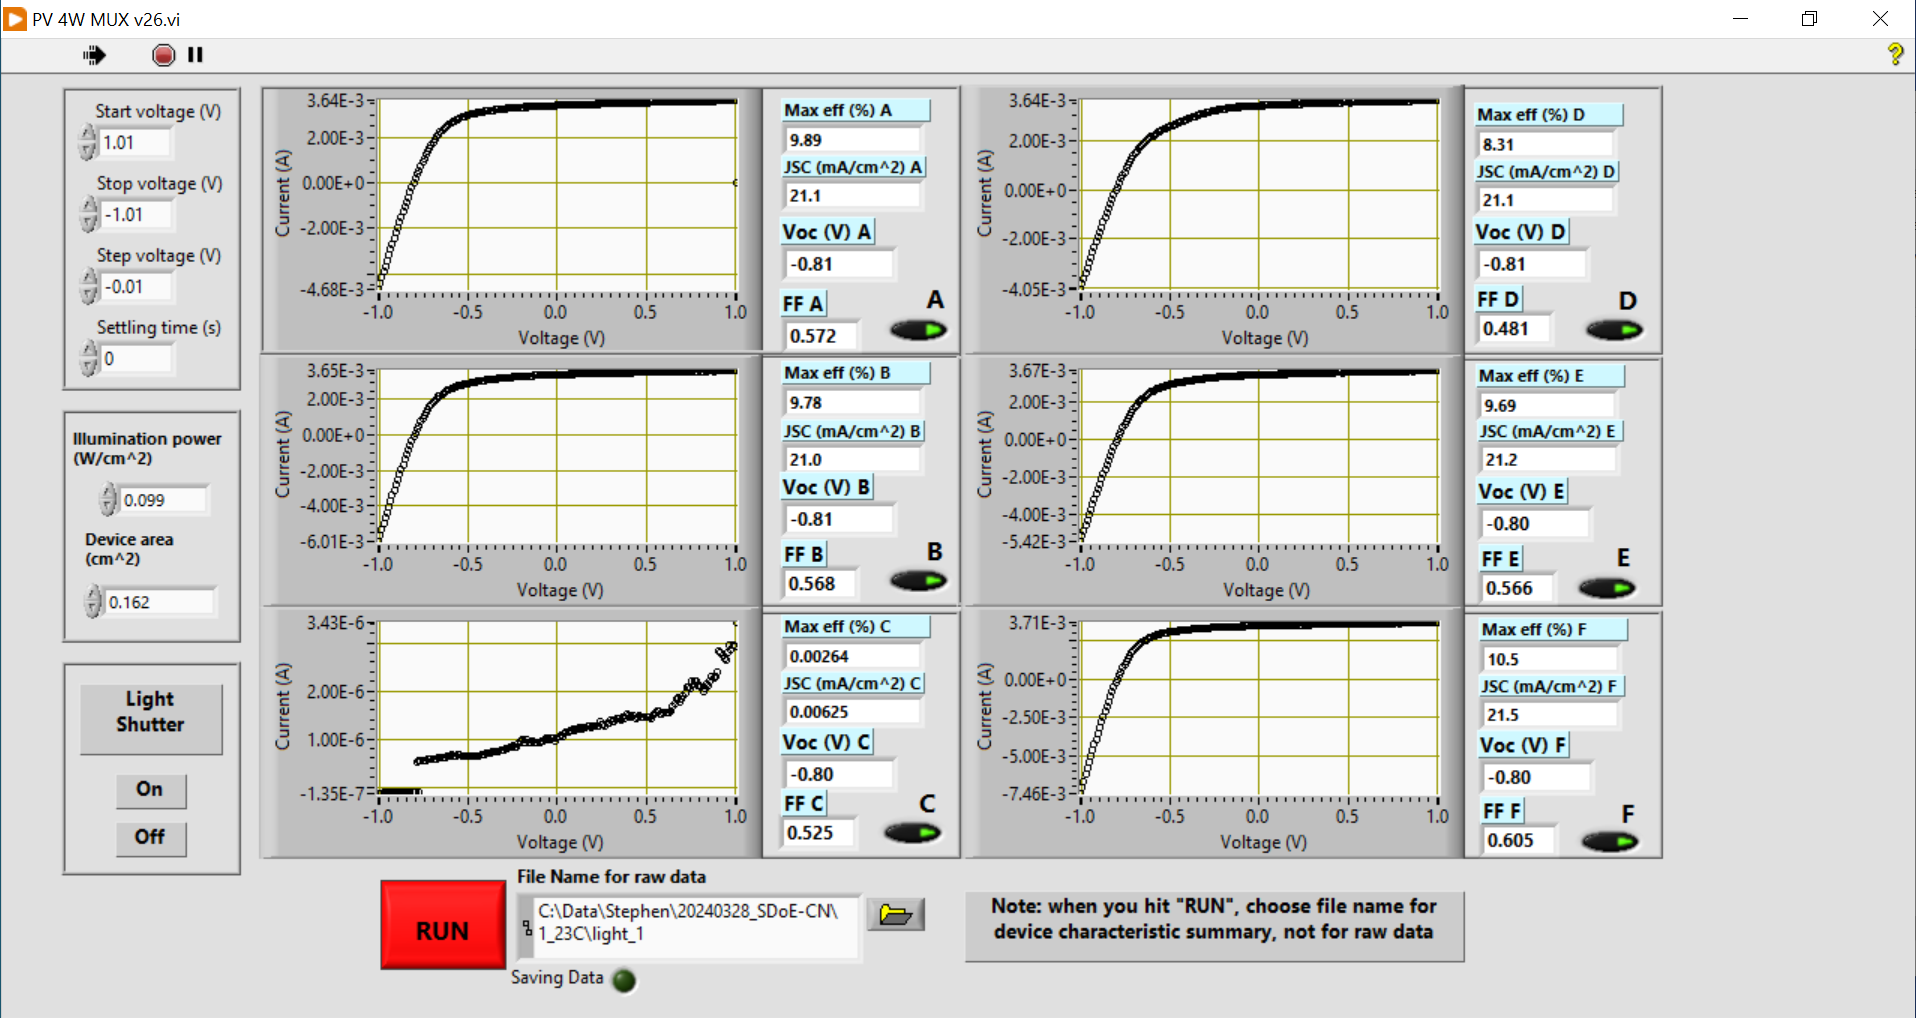 PV 4W MUX v26.vi
?
Start voltage (V)
1.01
Stop voltage (V)
-1.01
Step voltage (V)
-0.01
Settling time (s)
0
Illumination power
(W/cm^2)
0.099
Device area
(cm^2)
0.162
Light
Shutter
On
Off
Current (A)
3.64E-3
2.00E-3
0.00E+0
-2.00E-3
-4.68E-3
-1.0 -0.5 0.0 0.5 1.0
Voltage (V)
Max eff (%) A
9.89
JSC (mA/cm^2) A
21.1
Voc (V) A
-0.81
FF A
0.572
A
Current (A)
3.64E-3
2.00E-3
0.00E+0
-2.00E-3
-4.05E-3
-1.0 -0.5 0.0 0.5 1.0
Voltage (V)
Max eff (%) D
8.31
JSC (mA/cm^2) D
21.1
Voc (V) D
-0.81
FF D
0.481
D
Current (A)
3.65E-3
2.00E-3
0.00E+0
-2.00E-3
-4.00E-3
-6.01E-3
-1.0 -0.5 0.0 0.5 1.0
Voltage (V)
Max eff (%) B
9.78
JSC (mA/cm^2) B
21.0
Voc (V) B
-0.81
FF B
0.568
B
Current (A)
3.67E-3
2.00E-3
0.00E+0
-2.00E-3
-4.00E-3
-5.42E-3
-1.0 -0.5 0.0 0.5 1.0
Voltage (V)
Max eff (%) E
9.69
JSC (mA/cm^2) E
21.2
Voc (V) E
-0.80
FF E
0.566
E
Current (A)
3.43E-6
2.00E-6
1.00E-6
-1.35E-7
-1.0 -0.5 0.0 0.5 1.0
Voltage (V)
Max eff (%) C
0.00264
JSC (mA/cm^2) C
0.00625
Voc (V) C
-0.80
FF C
0.525
C
Current (A)
3.71E-3
0.00E+0
-2.50E-3
-5.00E-3
-7.46E-3
-1.0 -0.5 0.0 0.5 1.0
Voltage (V)
Max eff (%) F
10.5
JSC (mA/cm^2) F
21.5
Voc (V) F
-0.80
FF F
0.605
F
RUN
File Name for raw data
C:\Data\Stephen\20240328_SDoE-CN\
1_23C\light_1
Saving Data
Note: when you hit "RUN", choose file name for
device characteristic summary, not for raw data